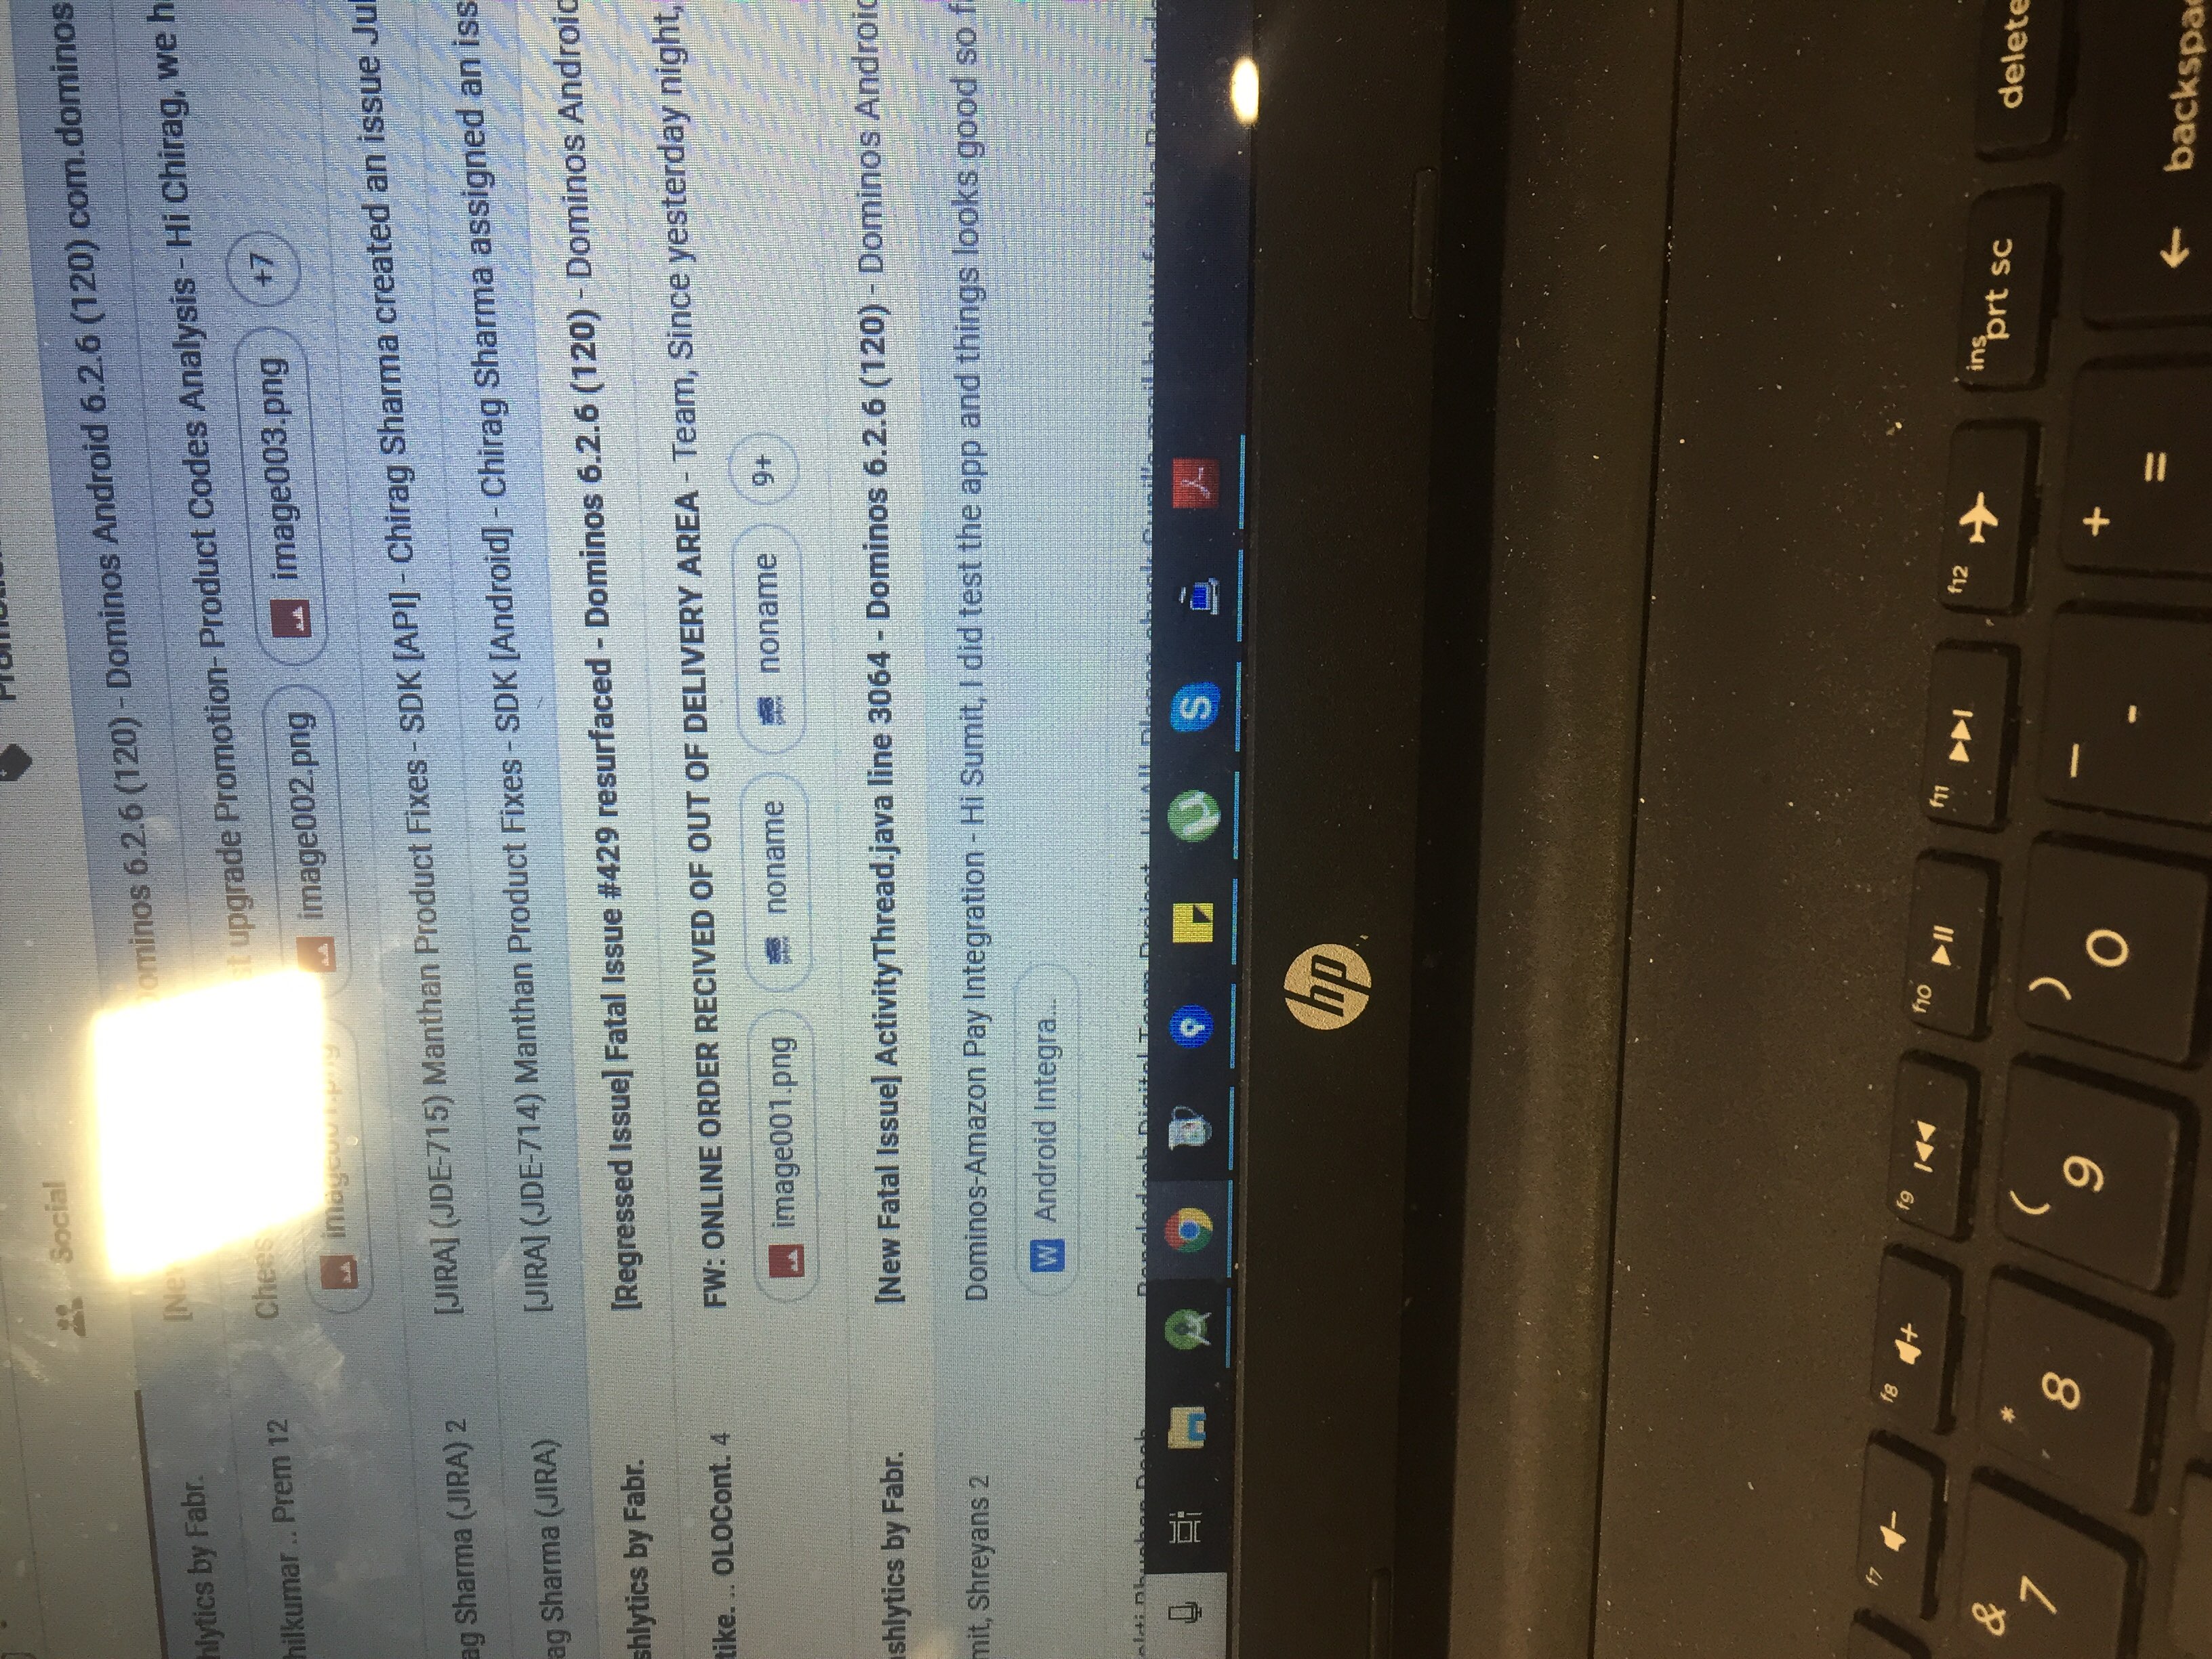 Social
hlytics by Fabr. [Ne ominos 6.2.6 (120) - Dominos Android 6.2.6 (120) com.dominos
hilkumar .. Prem 12 Chees upgrade Promotion- Product Codes Analysis - Hi Chirag, we h
image001.png image002.png image003.png +7
ag Sharma (JIRA) 2 [JIRA] (JDE-715) Manthan Product Fixes - SDK [API] - Chirag Sharma created an issue Jul
ag Sharma (JIRA) [JIRA] (JDE-714) Manthan Product Fixes - SDK [Android] - Chirag Sharma assigned an iss
shlytics by Fabr. [Regressed Issue] Fatal Issue #429 resurfaced - Dominos 6.2.6 (120) - Dominos Android
tike. .. OLOCont. 4 FW: ONLINE ORDER RECIVED OF OUT OF DELIVERY AREA - Team, Since yesterday night,
image001.png noname noname 9+
ashlytics by Fabr. [New Fatal Issue] ActivityThread.java line 3064 - Dominos 6.2.6 (120) - Dominos Android
mit, Shreyans 2 Dominos-Amazon Pay Integration - Hi Sumit, I did test the app and things looks good so f
W Android Integra...
hp
f7 f8 f9 f10 f11 f12 ins prt sc delete
& 7 * 8 ( 9 ) 0 — - + = backspa